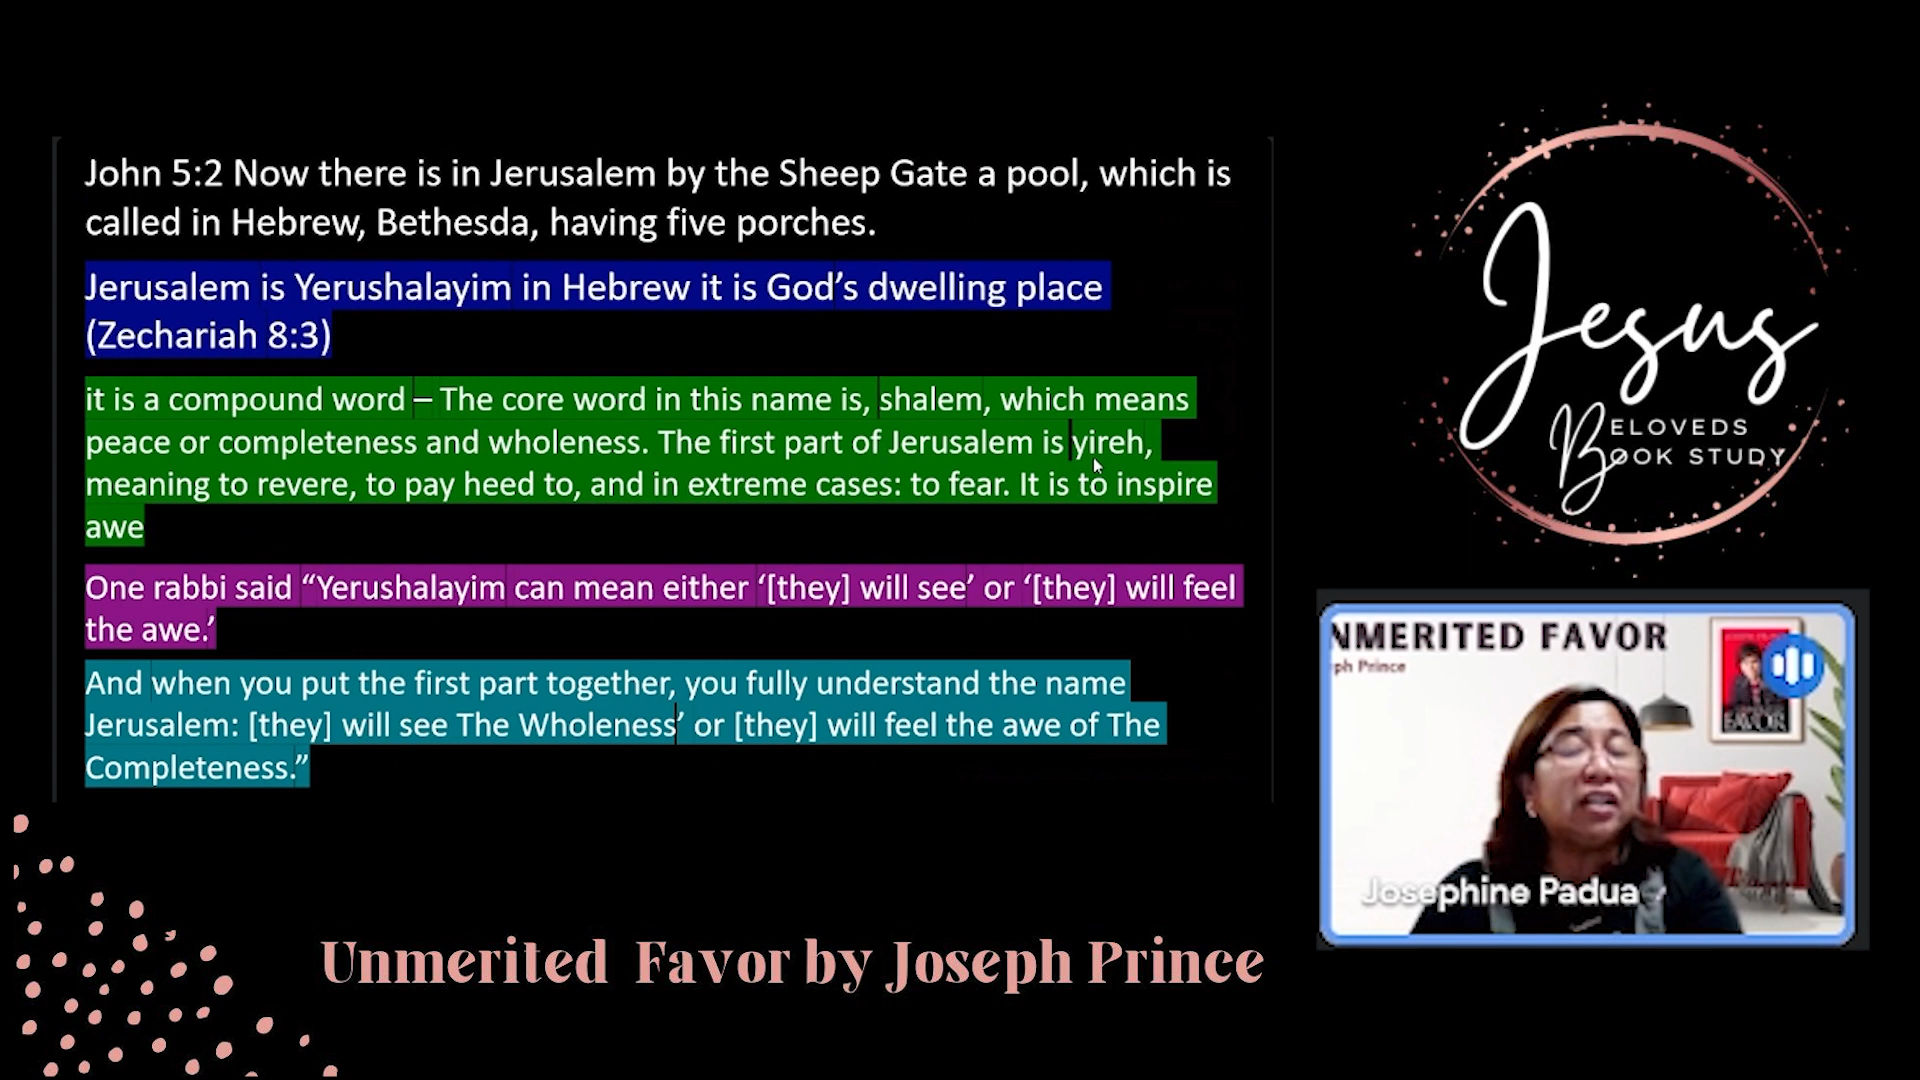 John 5:2 Now there is in Jerusalem by the Sheep Gate a pool, which is
called in Hebrew, Bethesda, having five porches.
Jerusalem is Yerushalayim in Hebrew it is God’s dwelling place
(Zechariah 8:3)
it is a compound word – The core word in this name is, shalem, which means
peace or completeness and wholeness. The first part of Jerusalem is yireh,
meaning to revere, to pay heed to, and in extreme cases: to fear. It is to inspire
awe
One rabbi said “Yerushalayim can mean either ‘[they] will see’ or ‘[they] will feel
the awe.’
And when you put the first part together, you fully understand the name
Jerusalem: [they] will see The Wholeness’ or [they] will feel the awe of The
Completeness.”
Jesus
BELOVEDS
BOOK STUDY
NMERITED FAVOR
ph Prince
FAVOR
Josephine Padua
Unmerited Favor by Joseph Prince